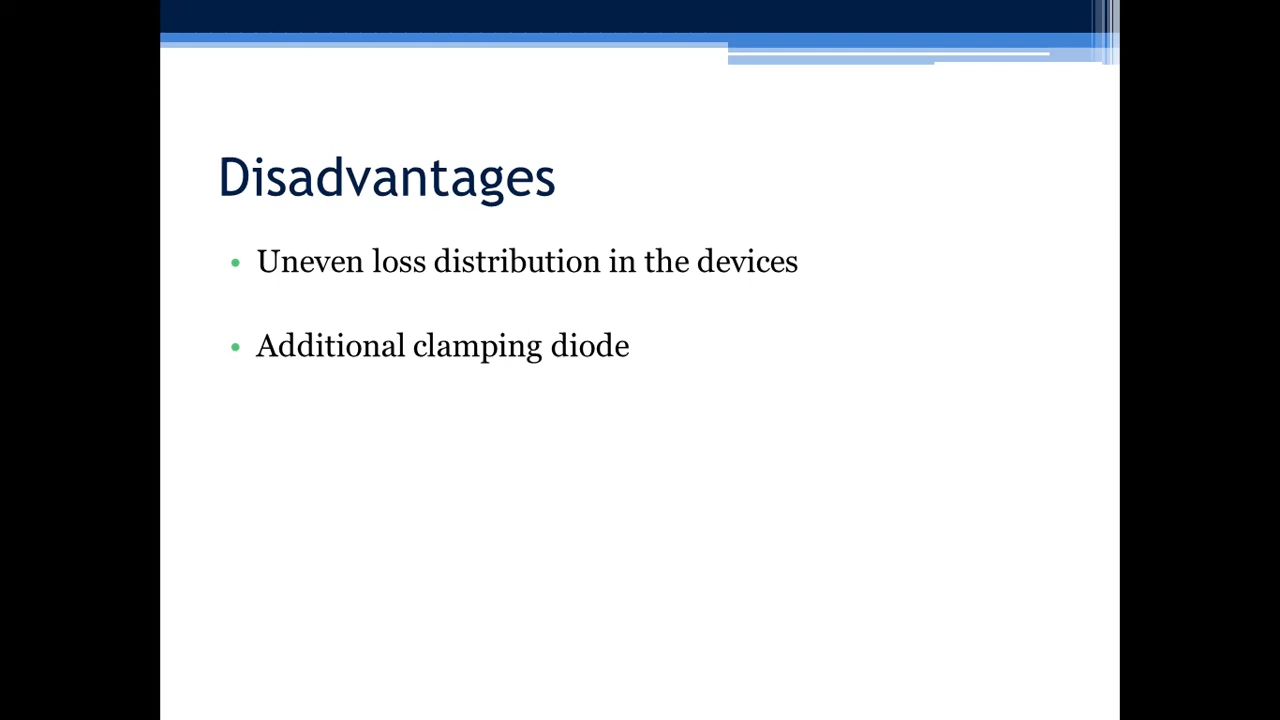 Disadvantages
• Uneven loss distribution in the devices
• Additional clamping diode